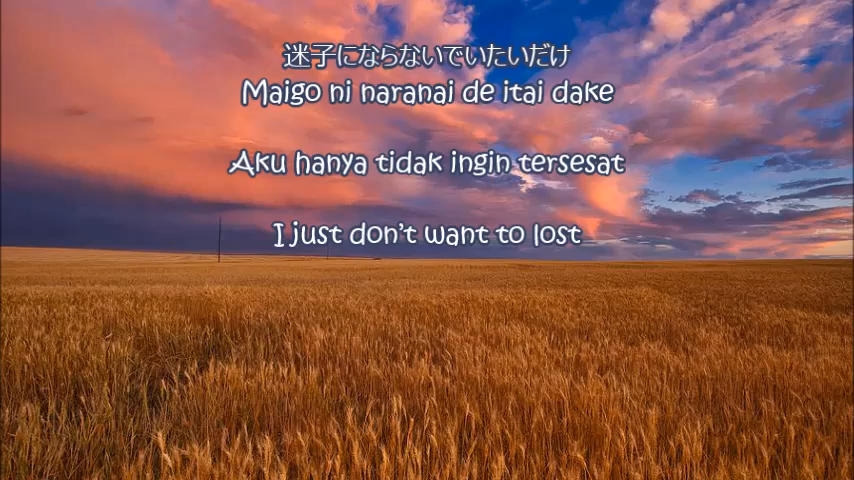 迷子にならないでいたいだけ
Maigo ni naranai de itai dake
Aku hanya tidak ingin tersesat
I just don't want to lost